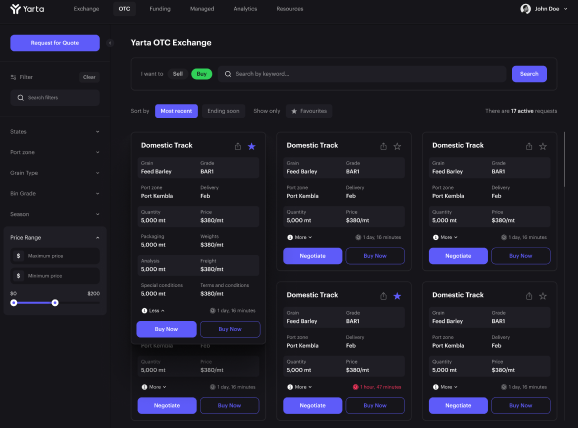 Yarta
Exchange
OTC
Funding
Managed
Analytics
Resources
John Doe
Request for Quote
Filter
Clear
Search filters
States
Port zone
Grain Type
Bin Grade
Season
Price Range
$ Maximum price
$ Minimum price
$0 $200
Yarta OTC Exchange
I want to Sell Buy Search by keyword... Search
Sort by Most recent Ending soon Show only Favourites There are 17 active requests
Domestic Track
Grain Grade
Feed Barley BAR1
Port zone Delivery
Port Kembla Feb
Quantity Price
5,000 mt $380/mt
Packaging Weights
5,000 mt $380/mt
Analysis Freight
5,000 mt $380/mt
Special conditions Terms and conditions
5,000 mt $380/mt
Less 1 day, 16 minutes
Buy Now Buy Now
Domestic Track
Grain Grade
Feed Barley BAR1
Port zone Delivery
Port Kembla Feb
Quantity Price
5,000 mt $380/mt
More 1 day, 16 minutes
Negotiate Buy Now
Domestic Track
Grain Grade
Feed Barley BAR1
Port zone Delivery
Port Kembla Feb
Quantity Price
5,000 mt $380/mt
More 1 day, 16 minutes
Negotiate Buy Now
Port Kembla Feb
Quantity Price
5,000 mt $380/mt
More 1 day, 16 minutes
Negotiate Buy Now
Domestic Track
Grain Grade
Feed Barley BAR1
Port zone Delivery
Port Kembla Feb
Quantity Price
5,000 mt $380/mt
More 1 hour, 47 minutes
Negotiate Buy Now
Domestic Track
Grain Grade
Feed Barley BAR1
Port zone Delivery
Port Kembla Feb
Quantity Price
5,000 mt $380/mt
More 1 day, 16 minutes
Negotiate Buy Now